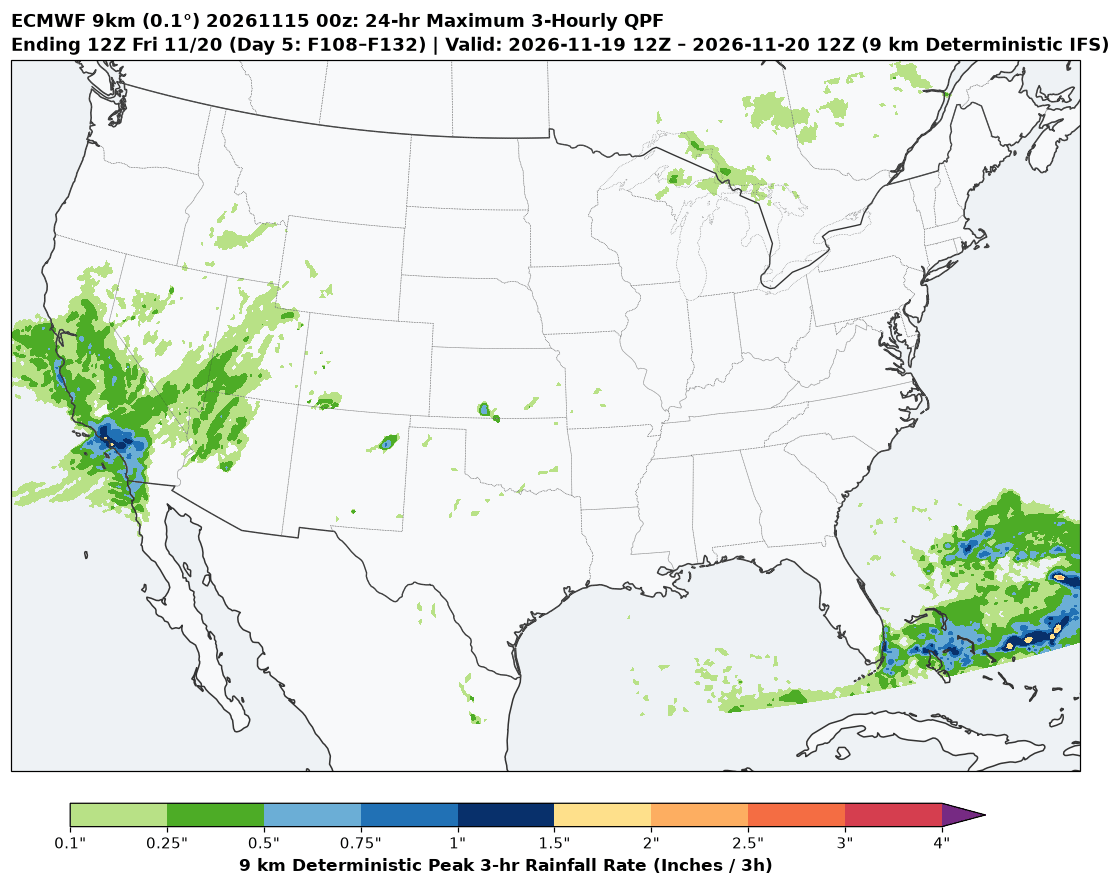 ECMWF 9km (0.1°) 20261115 00z: 24-hr Maximum 3-Hourly QPF
Ending 12Z Fri 11/20 (Day 5: F108–F132) | Valid: 2026-11-19 12Z – 2026-11-20 12Z (9 km Deterministic IFS)
0.1" 0.25" 0.5" 0.75" 1" 1.5" 2" 2.5" 3" 4"
9 km Deterministic Peak 3-hr Rainfall Rate (Inches / 3h)